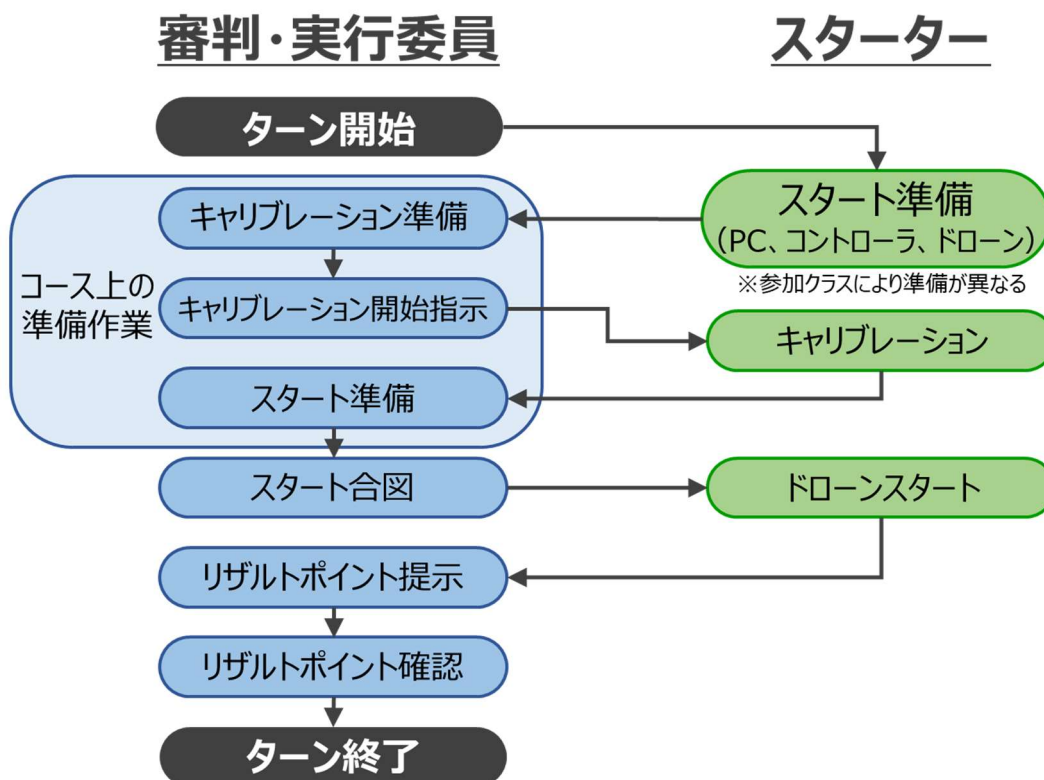 審判・実行委員
スターター
ターン開始
スタート準備
（PC、コントローラ、ドローン）
※参加クラスにより準備が異なる
キャリブレーション準備
コース上の
準備作業
キャリブレーション開始指示
キャリブレーション
スタート準備
スタート合図
ドローンスタート
リザルトポイント提示
リザルトポイント確認
ターン終了